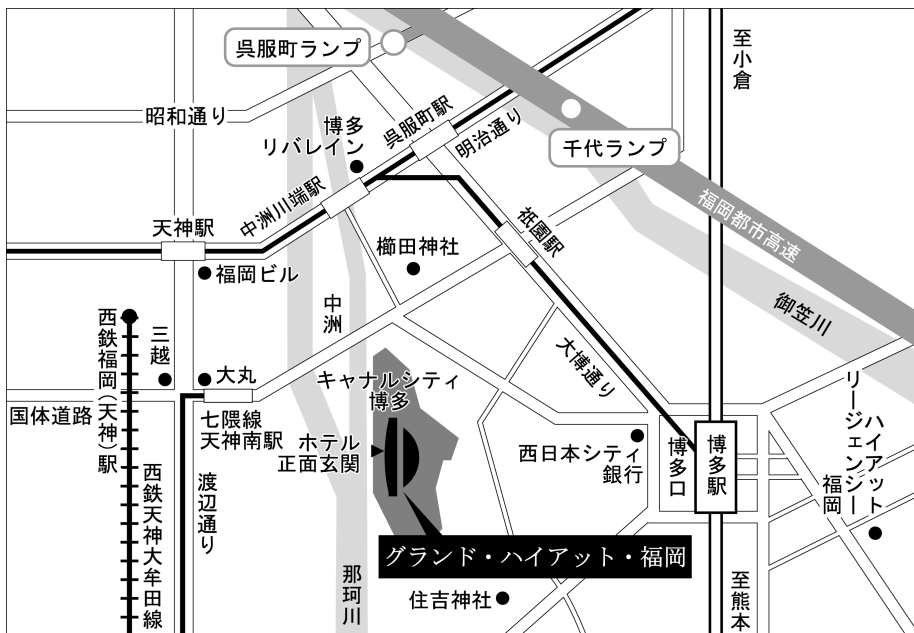 呉服町ランプ
至小倉
昭和通り
博多
リバレイン
呉服町駅
明治通り
千代ランプ
中洲川端駅
福岡都市高速
天神駅
祇園駅
櫛田神社
福岡ビル
御笠川
中洲
西鉄福岡(天神)駅
三越
大丸
大博通り
キャナルシティ
博多
国体道路
七隈線
天神南駅
ホテル
正面玄関
西日本シティ
銀行
博多口
博多駅
ハイアット
リージェンシー
福岡
西鉄天神大牟田線
渡辺通り
グランド・ハイアット・福岡
那珂川
住吉神社
至熊本